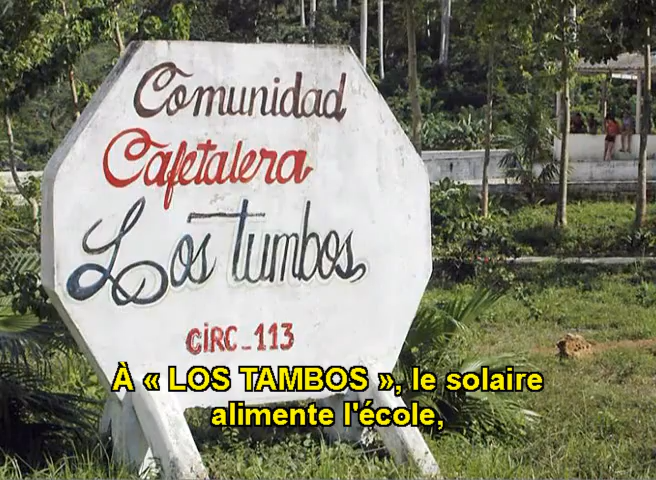 Comunidad
Cafetalera
Los Tumbos
CIRC_113
À « LOS TAMBOS », le solaire
alimente l'école,